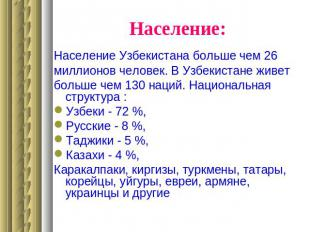 Население:
Население Узбекистана больше чем 26
миллионов человек. В Узбекистане живет
больше чем 130 наций. Национальная
структура :
Узбеки - 72 %,
Русские - 8 %,
Таджики - 5 %,
Казахи - 4 %,
Каракалпаки, киргизы, туркмены, татары,
корейцы, уйгуры, евреи, армяне,
украинцы и другие